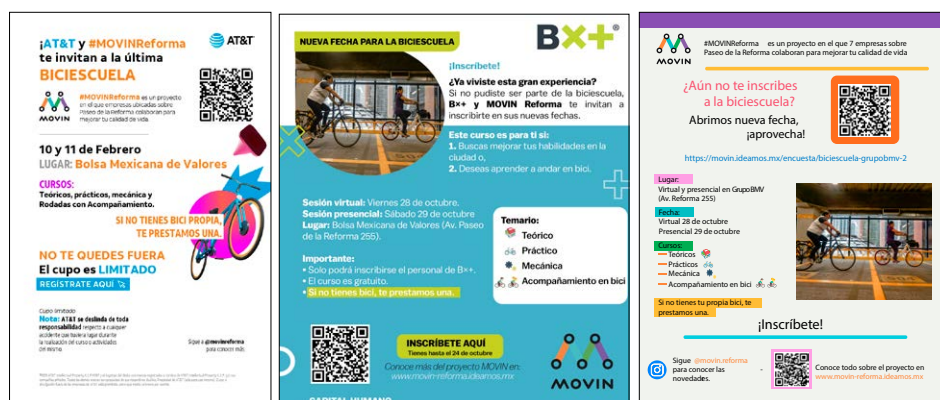 ¡AT&T y #MOVINReforma
te invitan a la última
BICIESCUELA
AT&T
MOVIN
#MOVINReforma es un proyecto
en el que empresas ubicadas sobre
Paseo de la Reforma colaboran para
mejorar tu calidad de vida.
10 y 11 de Febrero
LUGAR: Bolsa Mexicana de Valores
CURSOS:
Teóricos, prácticos, mecánica y
Rodadas con Acompañamiento.
SI NO TIENES BICI PROPIA,
TE PRESTAMOS UNA.
NO TE QUEDES FUERA
El cupo es LIMITADO
REGÍSTRATE AQUÍ
Cupo limitado
Nota: AT&T se deslinda de toda
responsabilidad respecto a cualquier
accidente que tuviera lugar durante
la realización del curso o actividades
del mismo
Sigue a @movinreforma
para conocer más.
NUEVA FECHA PARA LA BICIESCUELA
B×+
¡Inscríbete!
¿Ya viviste esta gran experiencia?
Si no pudiste ser parte de la biciescuela,
B×+ y MOVIN Reforma te invitan a
inscribirte en sus nuevas fechas.
Este curso es para ti si:
1. Buscas mejorar tus habilidades en la
ciudad o,
2. Deseas aprender a andar en bici.
Sesión virtual: Viernes 28 de octubre.
Sesión presencial: Sábado 29 de octubre
Lugar: Bolsa Mexicana de Valores (Av. Paseo
de la Reforma 255).
Importante:
• Solo podrá inscribirse el personal de B×+.
• El curso es gratuito.
• Si no tienes bici, te prestamos una.
Temario:
Teórico
Práctico
Mecánica
Acompañamiento en bici
INSCRÍBETE AQUÍ
Tienes hasta el 24 de octubre
Conoce más del proyecto MOVIN en:
www.movin-reforma.ideamos.mx
MOVIN
CAPITAL HUMANO
MOVIN
#MOVINReforma es un proyecto en el que 7 empresas sobre
Paseo de la Reforma colaboran para mejorar tu calidad de vida
¿Aún no te inscribes
a la biciescuela?
Abrimos nueva fecha,
¡aprovecha!
https://movin.ideamos.mx/encuesta/biciescuela-grupobmv-2
Lugar:
Virtual y presencial en GrupoBMV
(Av. Reforma 255)
Fecha:
Virtual 28 de octubre
Presencial 29 de octubre
Cursos:
Teóricos
Prácticos
Mecánica
Acompañamiento en bici
Si no tienes tu propia bici, te
prestamos una.
¡Inscríbete!
Sigue @movin.reforma
para conocer las
novedades.
-
Conoce todo sobre el proyecto en
www.movin-reforma.ideamos.mx